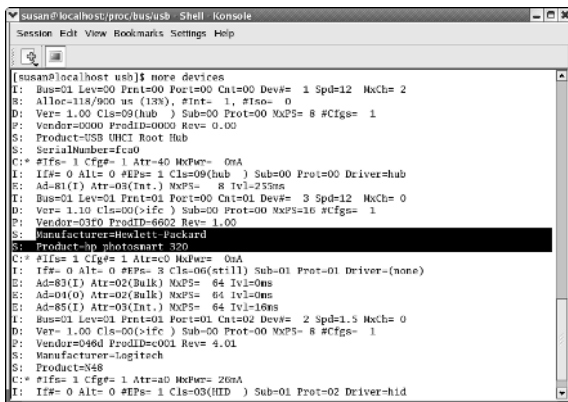 susan@localhost:/proc/bus/usb - Shell - Konsole
Session Edit View Bookmarks Settings Help
[susan@localhost usb]$ more devices
T: Bus=01 Lev=00 Prnt=00 Port=00 Cnt=00 Dev#= 1 Spd=12 MxCh= 2
B: Alloc=118/900 us (13%), #Int= 1, #Iso= 0
D: Ver= 1.00 Cls=09(hub ) Sub=00 Prot=00 MxPS= 8 #Cfgs= 1
P: Vendor=0000 ProdID=0000 Rev= 0.00
S: Product=USB UHCI Root Hub
S: SerialNumber=fca0
C:* #Ifs= 1 Cfg#= 1 Atr=40 MxPwr= 0mA
I: If#= 0 Alt= 0 #EPs= 1 Cls=09(hub ) Sub=00 Prot=00 Driver=hub
E: Ad=81(I) Atr=03(Int.) MxPS= 8 Ivl=255ms
T: Bus=01 Lev=01 Prnt=01 Port=00 Cnt=01 Dev#= 3 Spd=12 MxCh= 0
D: Ver= 1.10 Cls=00(>ifc ) Sub=00 Prot=00 MxPS=16 #Cfgs= 1
P: Vendor=03f0 ProdID=6602 Rev= 1.00
S: Manufacturer=Hewlett-Packard
S: Product=hp photosmart 320
C:* #Ifs= 1 Cfg#= 1 Atr=c0 MxPwr= 0mA
I: If#= 0 Alt= 0 #EPs= 3 Cls=06(still) Sub=01 Prot=01 Driver=(none)
E: Ad=83(I) Atr=02(Bulk) MxPS= 64 Ivl=0ms
E: Ad=04(O) Atr=02(Bulk) MxPS= 64 Ivl=0ms
E: Ad=85(I) Atr=03(Int.) MxPS= 64 Ivl=16ms
T: Bus=01 Lev=01 Prnt=01 Port=01 Cnt=02 Dev#= 2 Spd=1.5 MxCh= 0
D: Ver= 1.00 Cls=00(>ifc ) Sub=00 Prot=00 MxPS= 8 #Cfgs= 1
P: Vendor=046d ProdID=c001 Rev= 4.01
S: Manufacturer=Logitech
S: Product=N48
C:* #Ifs= 1 Cfg#= 1 Atr=a0 MxPwr= 26mA
I: If#= 0 Alt= 0 #EPs= 1 Cls=03(HID ) Sub=01 Prot=02 Driver=hid